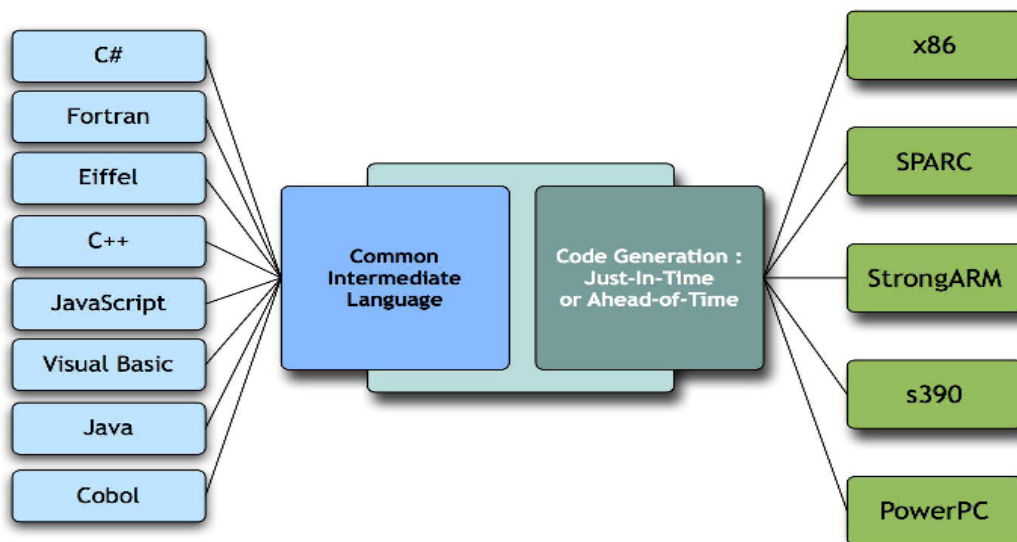 C#
Fortran
Eiffel
C++
JavaScript
Visual Basic
Java
Cobol
Common
Intermediate
Language
Code Generation :
Just-In-Time
or Ahead-of-Time
x86
SPARC
StrongARM
s390
PowerPC